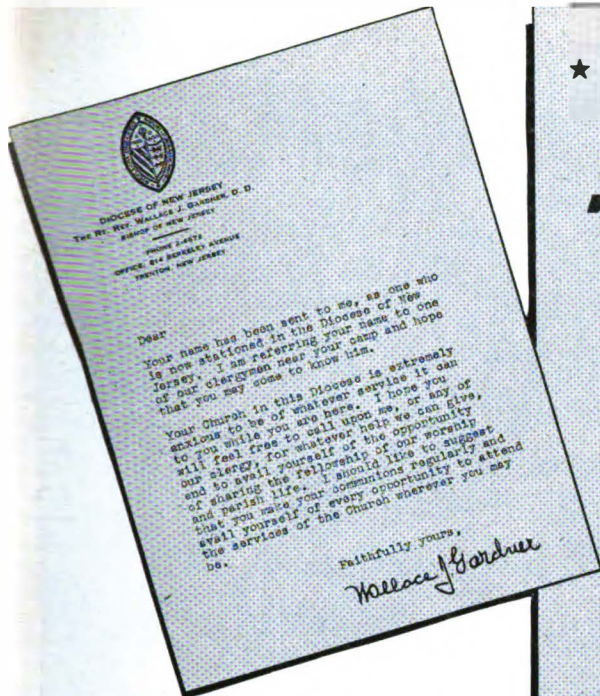 DIOCESE OF NEW JERSEY
THE RT. REV. WALLACE J. GARDNER, D. D.
BISHOP OF NEW JERSEY
PHONE 2-4672
OFFICE, 814 BERKELEY AVENUE
TRENTON, NEW JERSEY
Dear
Your name has been sent to me, as one who
is now stationed in the Diocese of New
Jersey. I am referring your name to one
of our clergymen near your camp and hope
that you may come to know him.
Your Church in this Diocese is extremely
anxious to be of whatever service it can
to you while you are here. I hope you
will feel free to call upon me, or any of
our clergy, for whatever help we can give,
and to avail yourself of the opportunity
of sharing the fellowship of our worship
and parish life. I should like to suggest
that you make your communions regularly and
avail yourself of every opportunity to attend
the services of the Church wherever you may
be.
Faithfully yours,
Wallace J Gardner